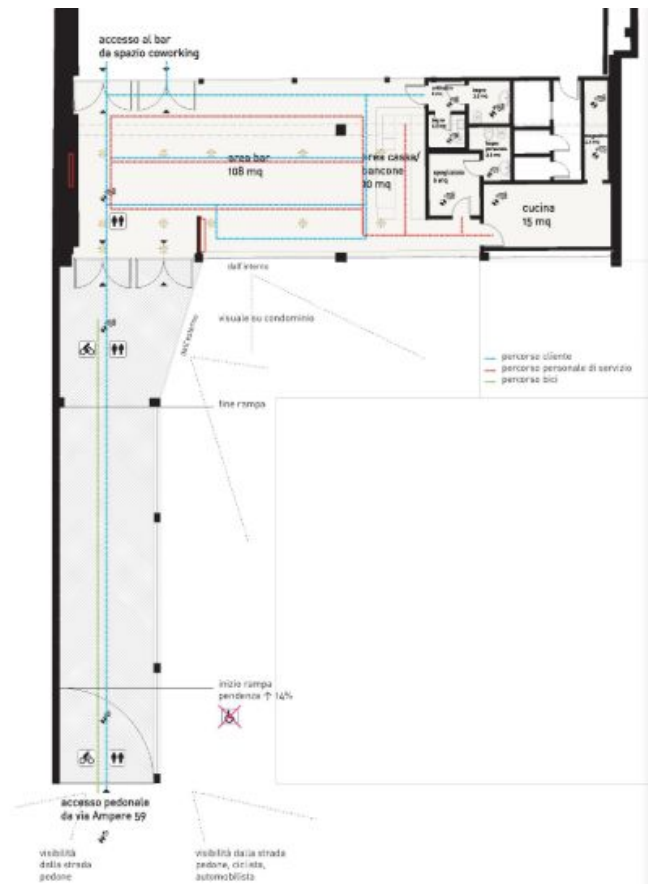 accesso al bar
da spazio coworking
area bar
108 mq
area cassa/
bancone
cucina
15 mq
dall'interno
visuale su condominio
dall'esterno
percorso cliente
percorso personale di servizio
percorso bici
fine rampa
inizio rampa
pendenza ↑ 14%
accesso pedonale
da via Ampere 59
visibilità
dalla strada
pedone
visibilità dalla strada
pedone, ciclista,
automobilista